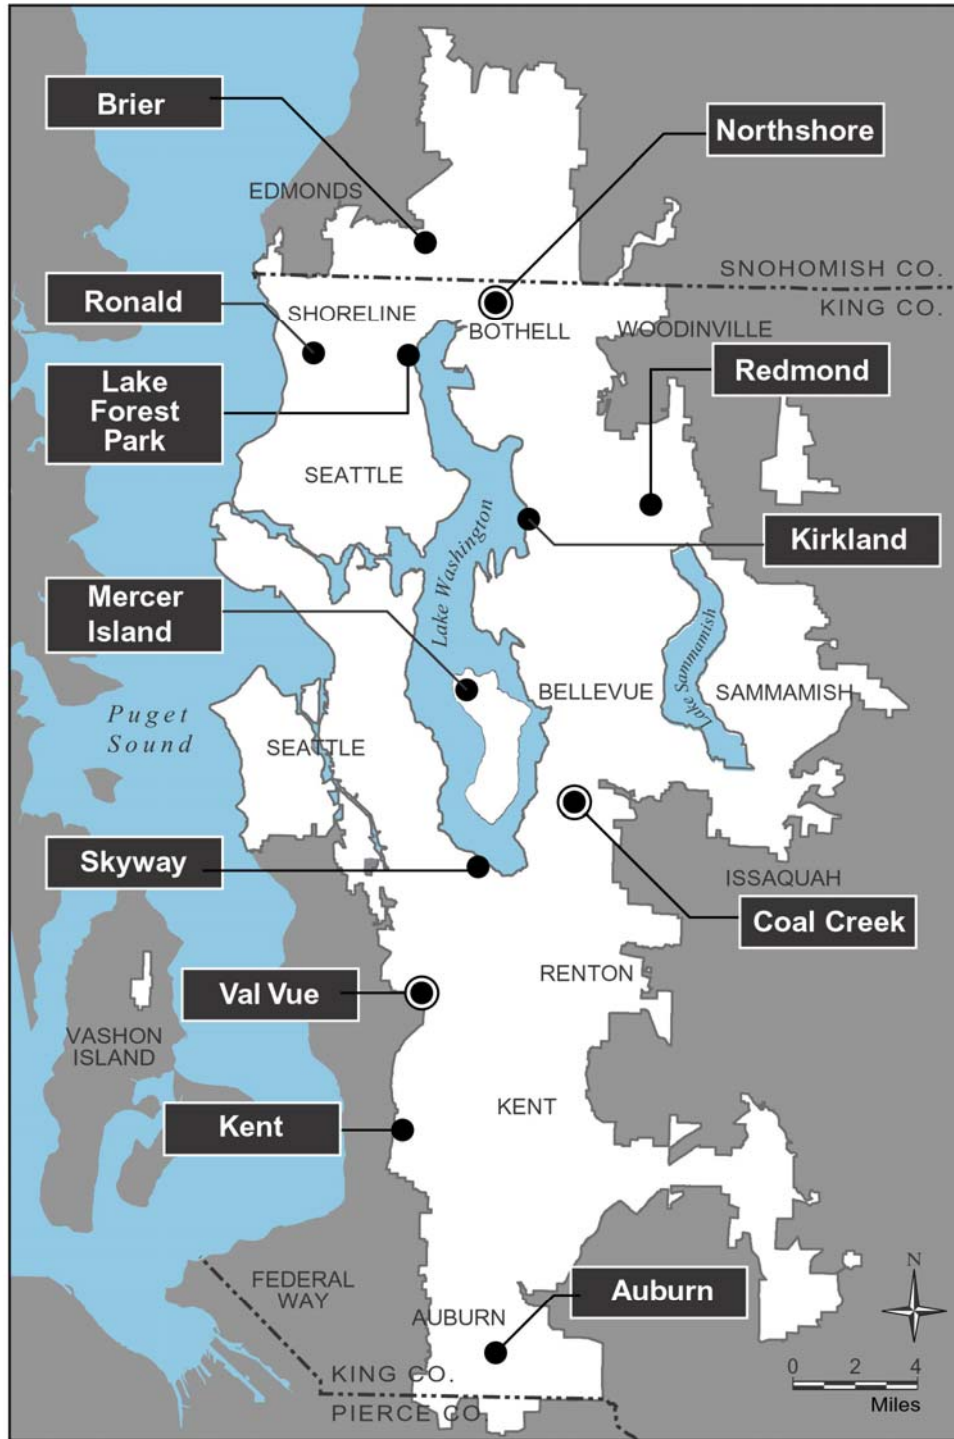 Brier
Northshore
EDMONDS
SNOHOMISH CO.
KING CO.
Ronald
SHORELINE
BOTHELL
WOODINVILLE
Lake
Forest
Park
Redmond
SEATTLE
Lake Washington
Kirkland
Mercer
Island
Lake Sammamish
BELLEVUE
SAMMAMISH
Puget
Sound
SEATTLE
Skyway
ISSAQUAH
Coal Creek
RENTON
Val Vue
VASHON
ISLAND
KENT
Kent
N
FEDERAL
WAY
Auburn
AUBURN
KING CO.
PIERCE CO.
0 2 4
Miles